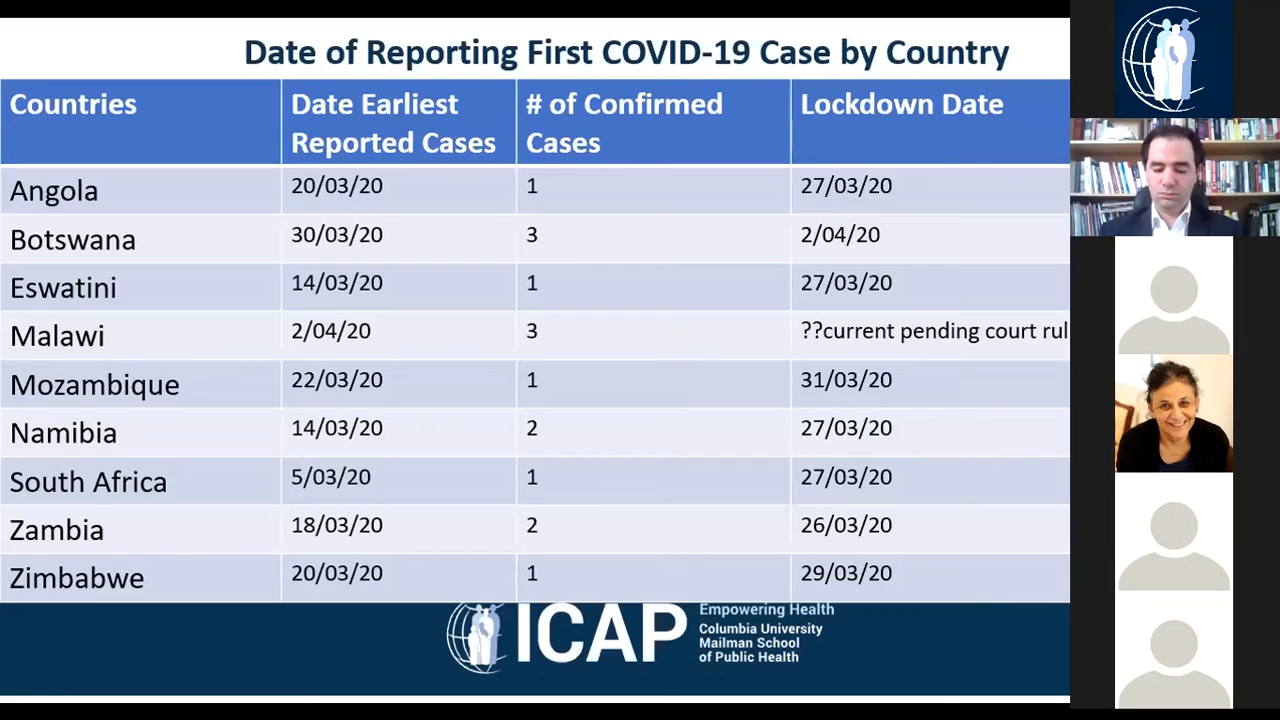 Date of Reporting First COVID-19 Case by Country
Countries Date Earliest Reported Cases # of Confirmed Cases Lockdown Date
Angola 20/03/20 1 27/03/20
Botswana 30/03/20 3 2/04/20
Eswatini 14/03/20 1 27/03/20
Malawi 2/04/20 3 ??current pending court rul
Mozambique 22/03/20 1 31/03/20
Namibia 14/03/20 2 27/03/20
South Africa 5/03/20 1 27/03/20
Zambia 18/03/20 2 26/03/20
Zimbabwe 20/03/20 1 29/03/20
ICAP
Empowering Health
Columbia University
Mailman School
of Public Health